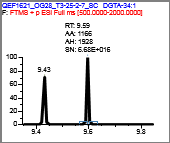 QEF1621_OG28_T3-25-2-7_SC DGTA-34:1
F: FTMS + p ESI Full ms [500.0000-2000.0000]
RT: 9.59
AA: 1166
AH: 1928
SN: 6.68E+016
100
9.43
80
60
40
20
0
9.4
9.6
9.8